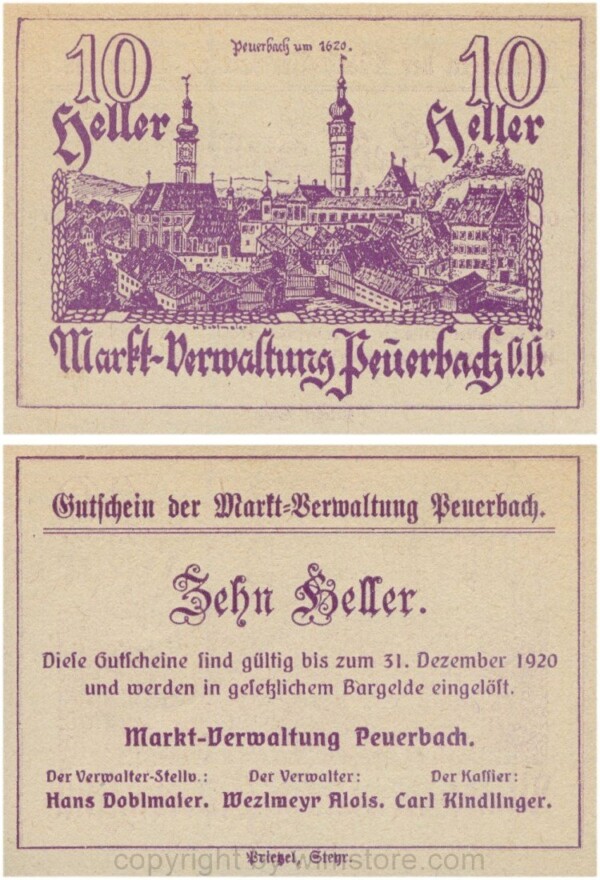 10
Peuerbach um 1620.
10
Heller
Heller
H. Doblmaier
Markt-Verwaltung Peuerbach O.Ö.
Gutschein der Markt-Verwaltung Peuerbach.
Zehn Heller.
Diese Gutscheine sind gültig bis zum 31. Dezember 1920
und werden in gesetzlichem Bargelde eingelöst.
Markt-Verwaltung Peuerbach.
Der Verwalter-Stellv.: Der Verwalter: Der Kassier:
Hans Doblmaier. Wezlmeyr Alois. Carl Kindlinger.
Prietzel, Steyr.
copyright by wimstore.com